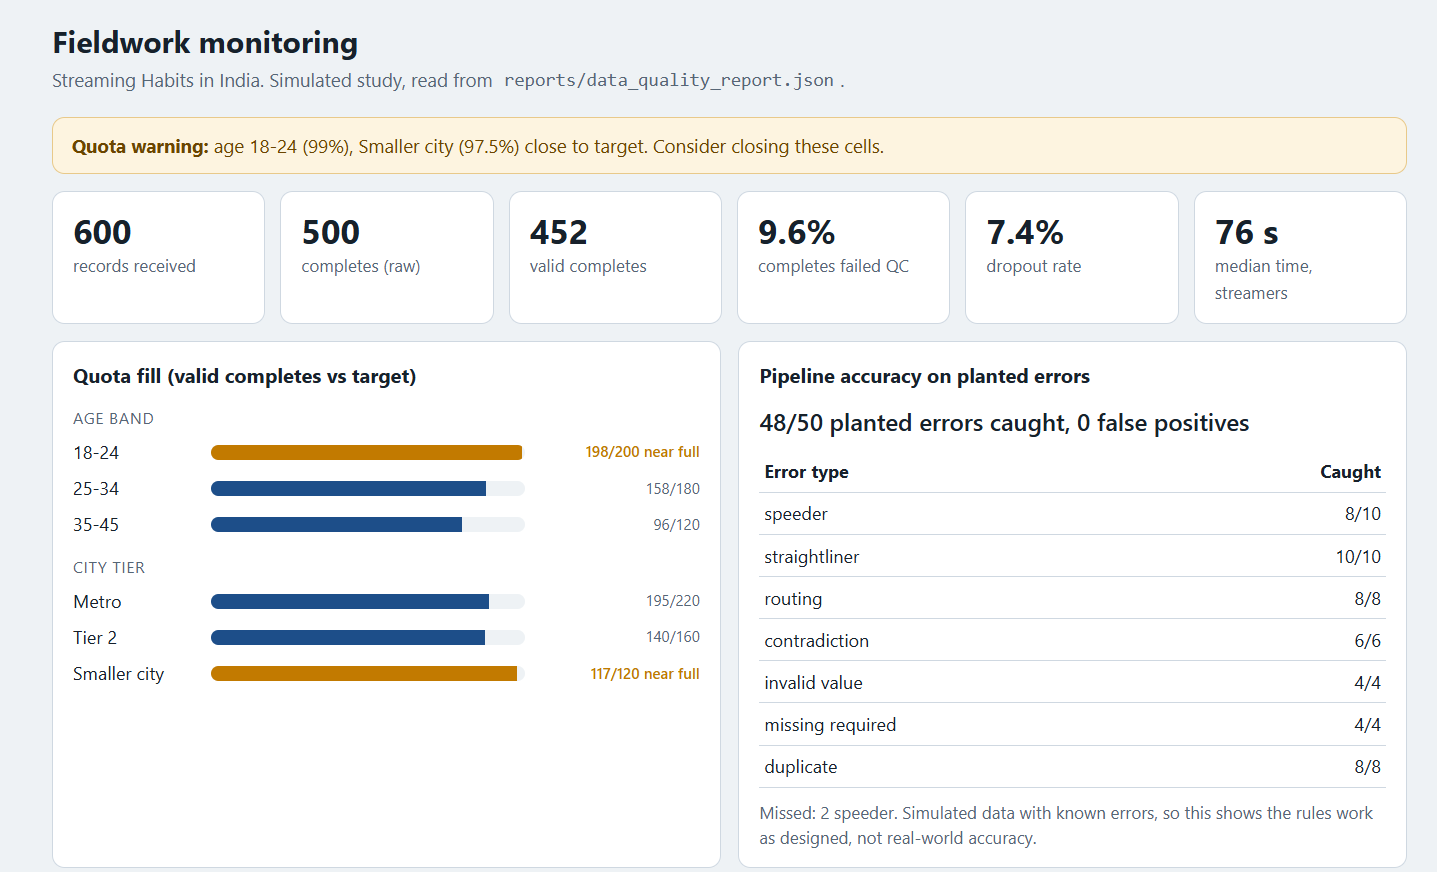 Fieldwork monitoring
Streaming Habits in India. Simulated study, read from reports/data_quality_report.json .
Quota warning: age 18-24 (99%), Smaller city (97.5%) close to target. Consider closing these cells.
600
records received
500
completes (raw)
452
valid completes
9.6%
completes failed QC
7.4%
dropout rate
76 s
median time,
streamers
Quota fill (valid completes vs target)
AGE BAND
18-24 198/200 near full
25-34 158/180
35-45 96/120
CITY TIER
Metro 195/220
Tier 2 140/160
Smaller city 117/120 near full
Pipeline accuracy on planted errors
48/50 planted errors caught, 0 false positives
Error type Caught
speeder 8/10
straightliner 10/10
routing 8/8
contradiction 6/6
invalid value 4/4
missing required 4/4
duplicate 8/8
Missed: 2 speeder. Simulated data with known errors, so this shows the rules work
as designed, not real-world accuracy.